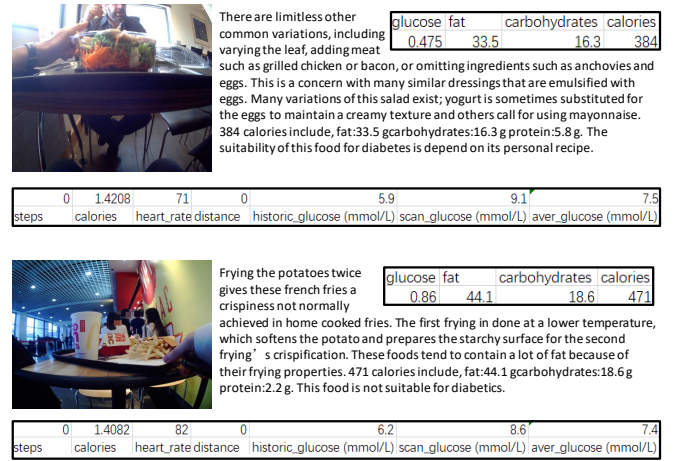 There are limitless other
common variations, including
varying the leaf, adding meat
glucose fat carbohydrates calories
0.475 33.5 16.3 384
such as grilled chicken or bacon, or omitting ingredients such as anchovies and
eggs. This is a concern with many similar dressings that are emulsified with
eggs. Many variations of this salad exist; yogurt is sometimes substituted for
the eggs to maintain a creamy texture and others call for using mayonnaise.
384 calories include, fat:33.5 gcarbohydrates:16.3 g protein:5.8 g. The
suitability of this food for diabetes is depend on its personal recipe.
0 1.4208 71 0 5.9 9.1 7.5
steps calories heart_rate distance historic_glucose (mmol/L) scan_glucose (mmol/L) aver_glucose (mmol/L)
Frying the potatoes twice
gives these french fries a
crispiness not normally
glucose fat carbohydrates calories
0.86 44.1 18.6 471
achieved in home cooked fries. The first frying in done at a lower temperature,
which softens the potato and prepares the starchy surface for the second
frying's crispification. These foods tend to contain a lot of fat because of
their frying properties. 471 calories include, fat:44.1 gcarbohydrates:18.6 g
protein:2.2 g. This food is not suitable for diabetics.
0 1.4082 82 0 6.2 8.6 7.4
steps calories heart_rate distance historic_glucose (mmol/L) scan_glucose (mmol/L) aver_glucose (mmol/L)